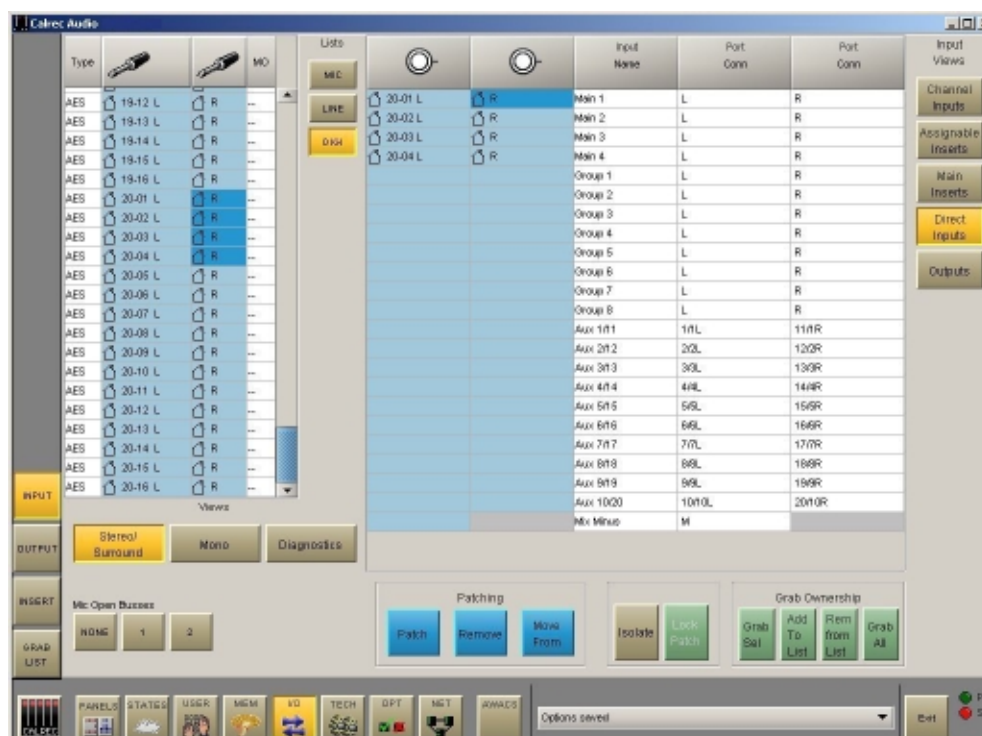 Calrec Audio
Type MO
AES 19-12 L R --
AES 19-13 L R --
AES 19-14 L R --
AES 19-15 L R --
AES 19-16 L R --
AES 20-01 L R --
AES 20-02 L R --
AES 20-03 L R --
AES 20-04 L R --
AES 20-05 L R --
AES 20-06 L R --
AES 20-07 L R --
AES 20-08 L R --
AES 20-09 L R --
AES 20-10 L R --
AES 20-11 L R --
AES 20-12 L R --
AES 20-13 L R --
AES 20-14 L R --
AES 20-15 L R --
AES 20-16 L R --
Lists
MIC
LINE
DIGI
Input Name Port Conn Port Conn
20-01 L R Main 1 L R
20-02 L R Main 2 L R
20-03 L R Main 3 L R
20-04 L R Main 4 L R
Group 1 L R
Group 2 L R
Group 3 L R
Group 4 L R
Group 5 L R
Group 6 L R
Group 7 L R
Group 8 L R
Aux 1/11 1/1L 11/1R
Aux 2/12 2/2L 12/2R
Aux 3/13 3/3L 13/3R
Aux 4/14 4/4L 14/4R
Aux 5/15 5/5L 15/5R
Aux 6/16 6/6L 16/6R
Aux 7/17 7/7L 17/7R
Aux 8/18 8/8L 18/8R
Aux 9/19 9/9L 19/9R
Aux 10/20 10/10L 20/10R
Mix Minus M
Input
Views
Channel
Inputs
Assignable
Inserts
Main
Inserts
Direct
Inputs
Outputs
INPUT
OUTPUT
INSERT
GRAB
LIST
Views
Stereo/
Surround
Mono
Diagnostics
Mic Open Busses
NONE 1 2
Patching
Patch
Remove
Move
From
Isolate
Lock
Patch
Grab Ownership
Grab
Sel
Add
To
List
Rem
from
List
Grab
All
CALREC
PANELS STATES USER MEM I/O TECH OPT NET AWACS
Options saved
Exit